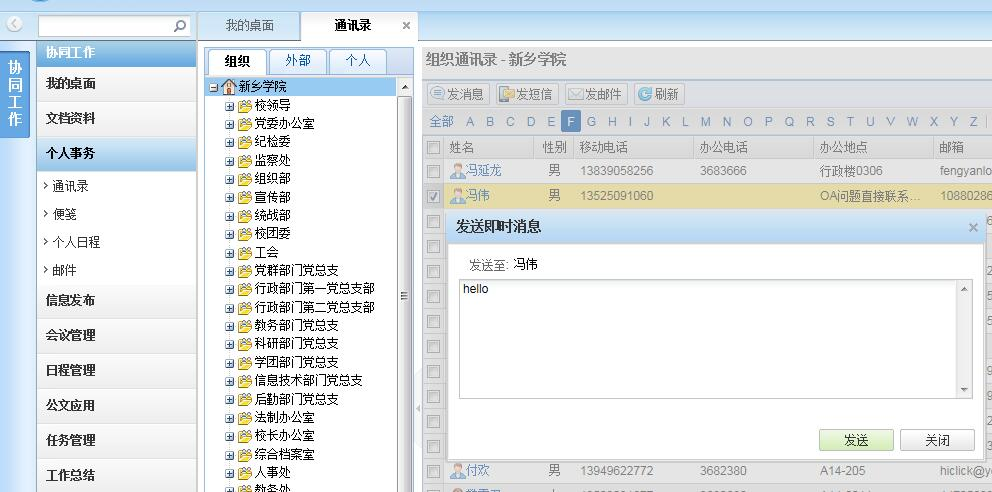 我的桌面
通讯录
协同工作
协同工作
我的桌面
文档资料
个人事务
通讯录
便笺
个人日程
邮件
信息发布
会议管理
日程管理
公文应用
任务管理
工作总结
组织
外部
个人
新乡学院
校领导
党委办公室
纪检委
监察处
组织部
宣传部
统战部
校团委
工会
党群部门党总支
行政部门第一党总支部
行政部门第二党总支部
教务部门党总支
科研部门党总支
学团部门党总支
信息技术部门党总支
后勤部门党总支
法制办公室
校长办公室
综合档案室
人事处
教务处
组织通讯录 - 新乡学院
发消息 发短信 发邮件 刷新
全部 A B C D E F G H I J K L M N O P Q R S T U V W X Y Z
姓名 性别 移动电话 办公电话 办公地点 邮箱
冯延龙 男 13839058256 3683666 行政楼0306 fengyanlo
冯伟 男 13525091060 OA问题直接联系... 10880286
发送即时消息
发送至: 冯伟
hello
发送 关闭
付欢 男 13949622772 3682380 A14-205 hiclick@y